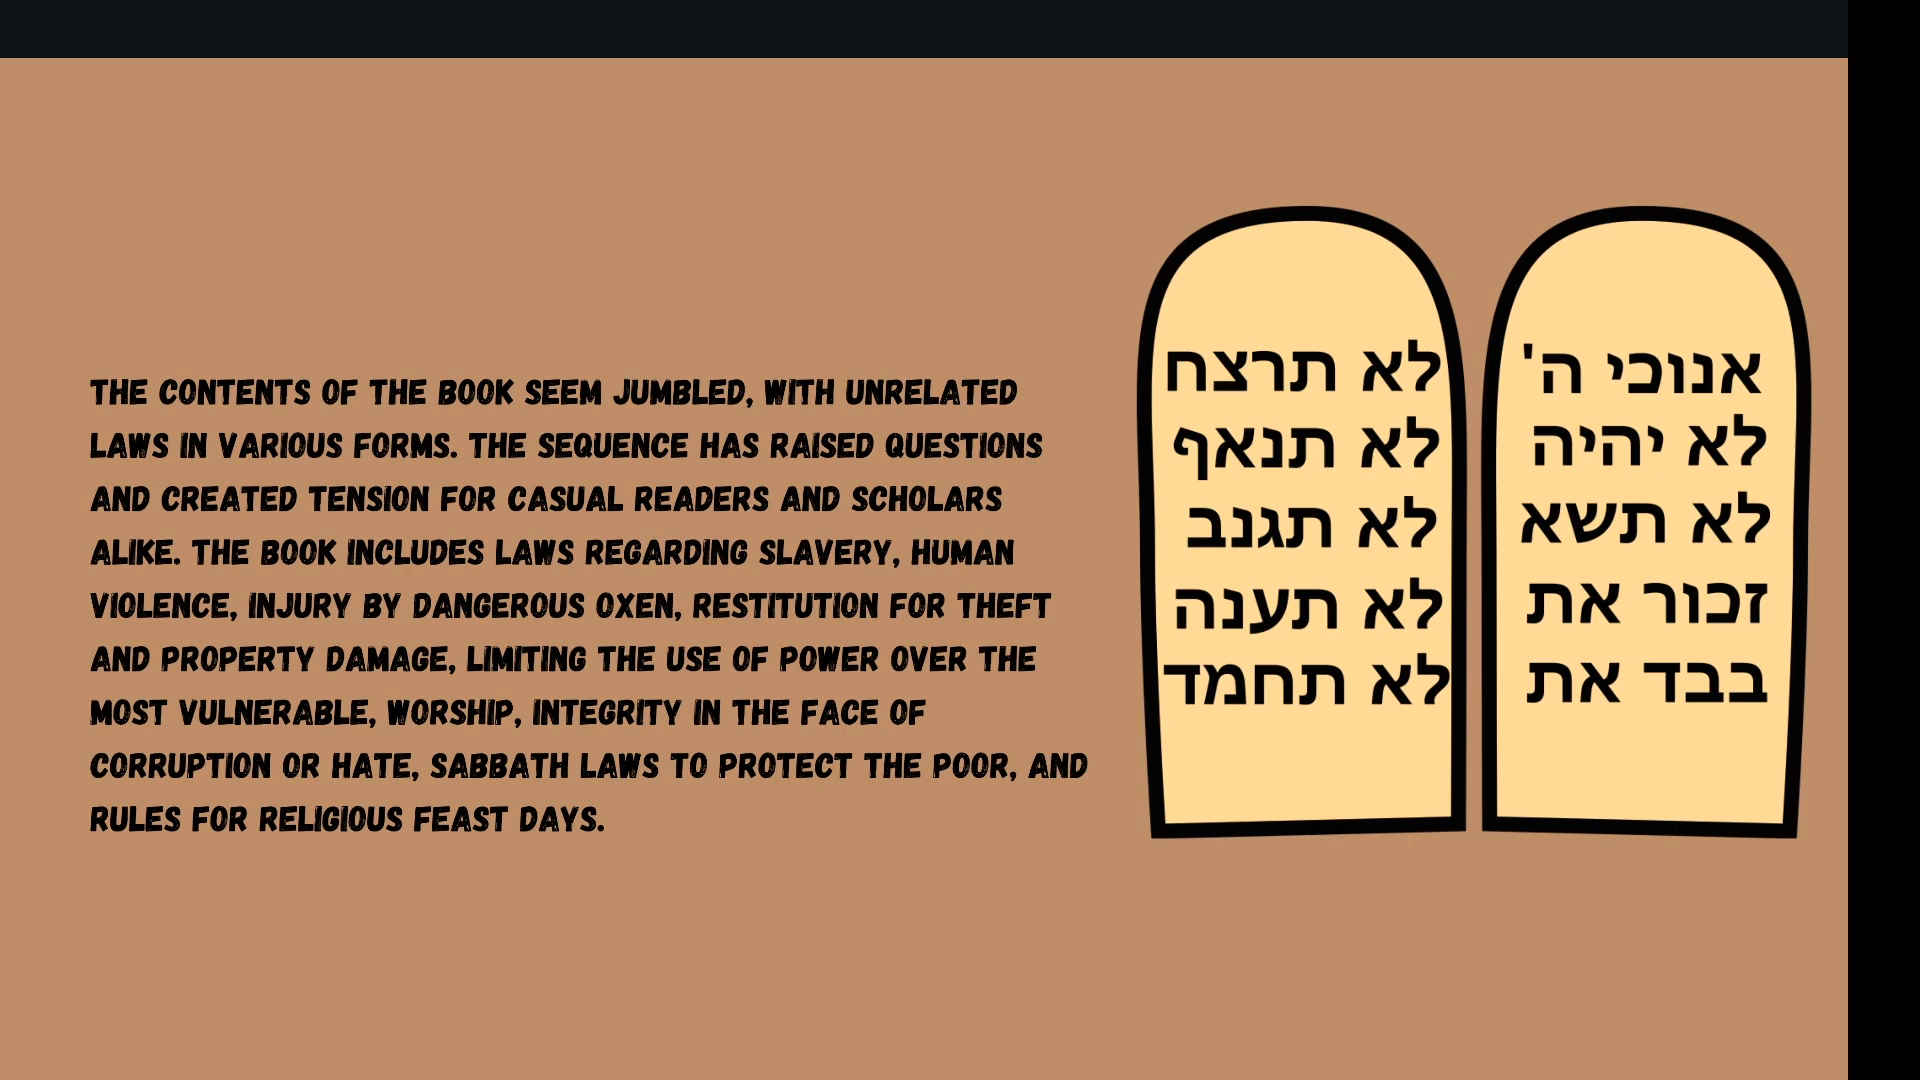 THE CONTENTS OF THE BOOK SEEM JUMBLED, WITH UNRELATED
LAWS IN VARIOUS FORMS. THE SEQUENCE HAS RAISED QUESTIONS
AND CREATED TENSION FOR CASUAL READERS AND SCHOLARS
ALIKE. THE BOOK INCLUDES LAWS REGARDING SLAVERY, HUMAN
VIOLENCE, INJURY BY DANGEROUS OXEN, RESTITUTION FOR THEFT
AND PROPERTY DAMAGE, LIMITING THE USE OF POWER OVER THE
MOST VULNERABLE, WORSHIP, INTEGRITY IN THE FACE OF
CORRUPTION OR HATE, SABBATH LAWS TO PROTECT THE POOR, AND
RULES FOR RELIGIOUS FEAST DAYS.
אנוכי ה'
לא יהיה
לא תשא
זכור את
בבד את
לא תרצח
לא תנאף
לא תגנב
לא תענה
לא תחמד